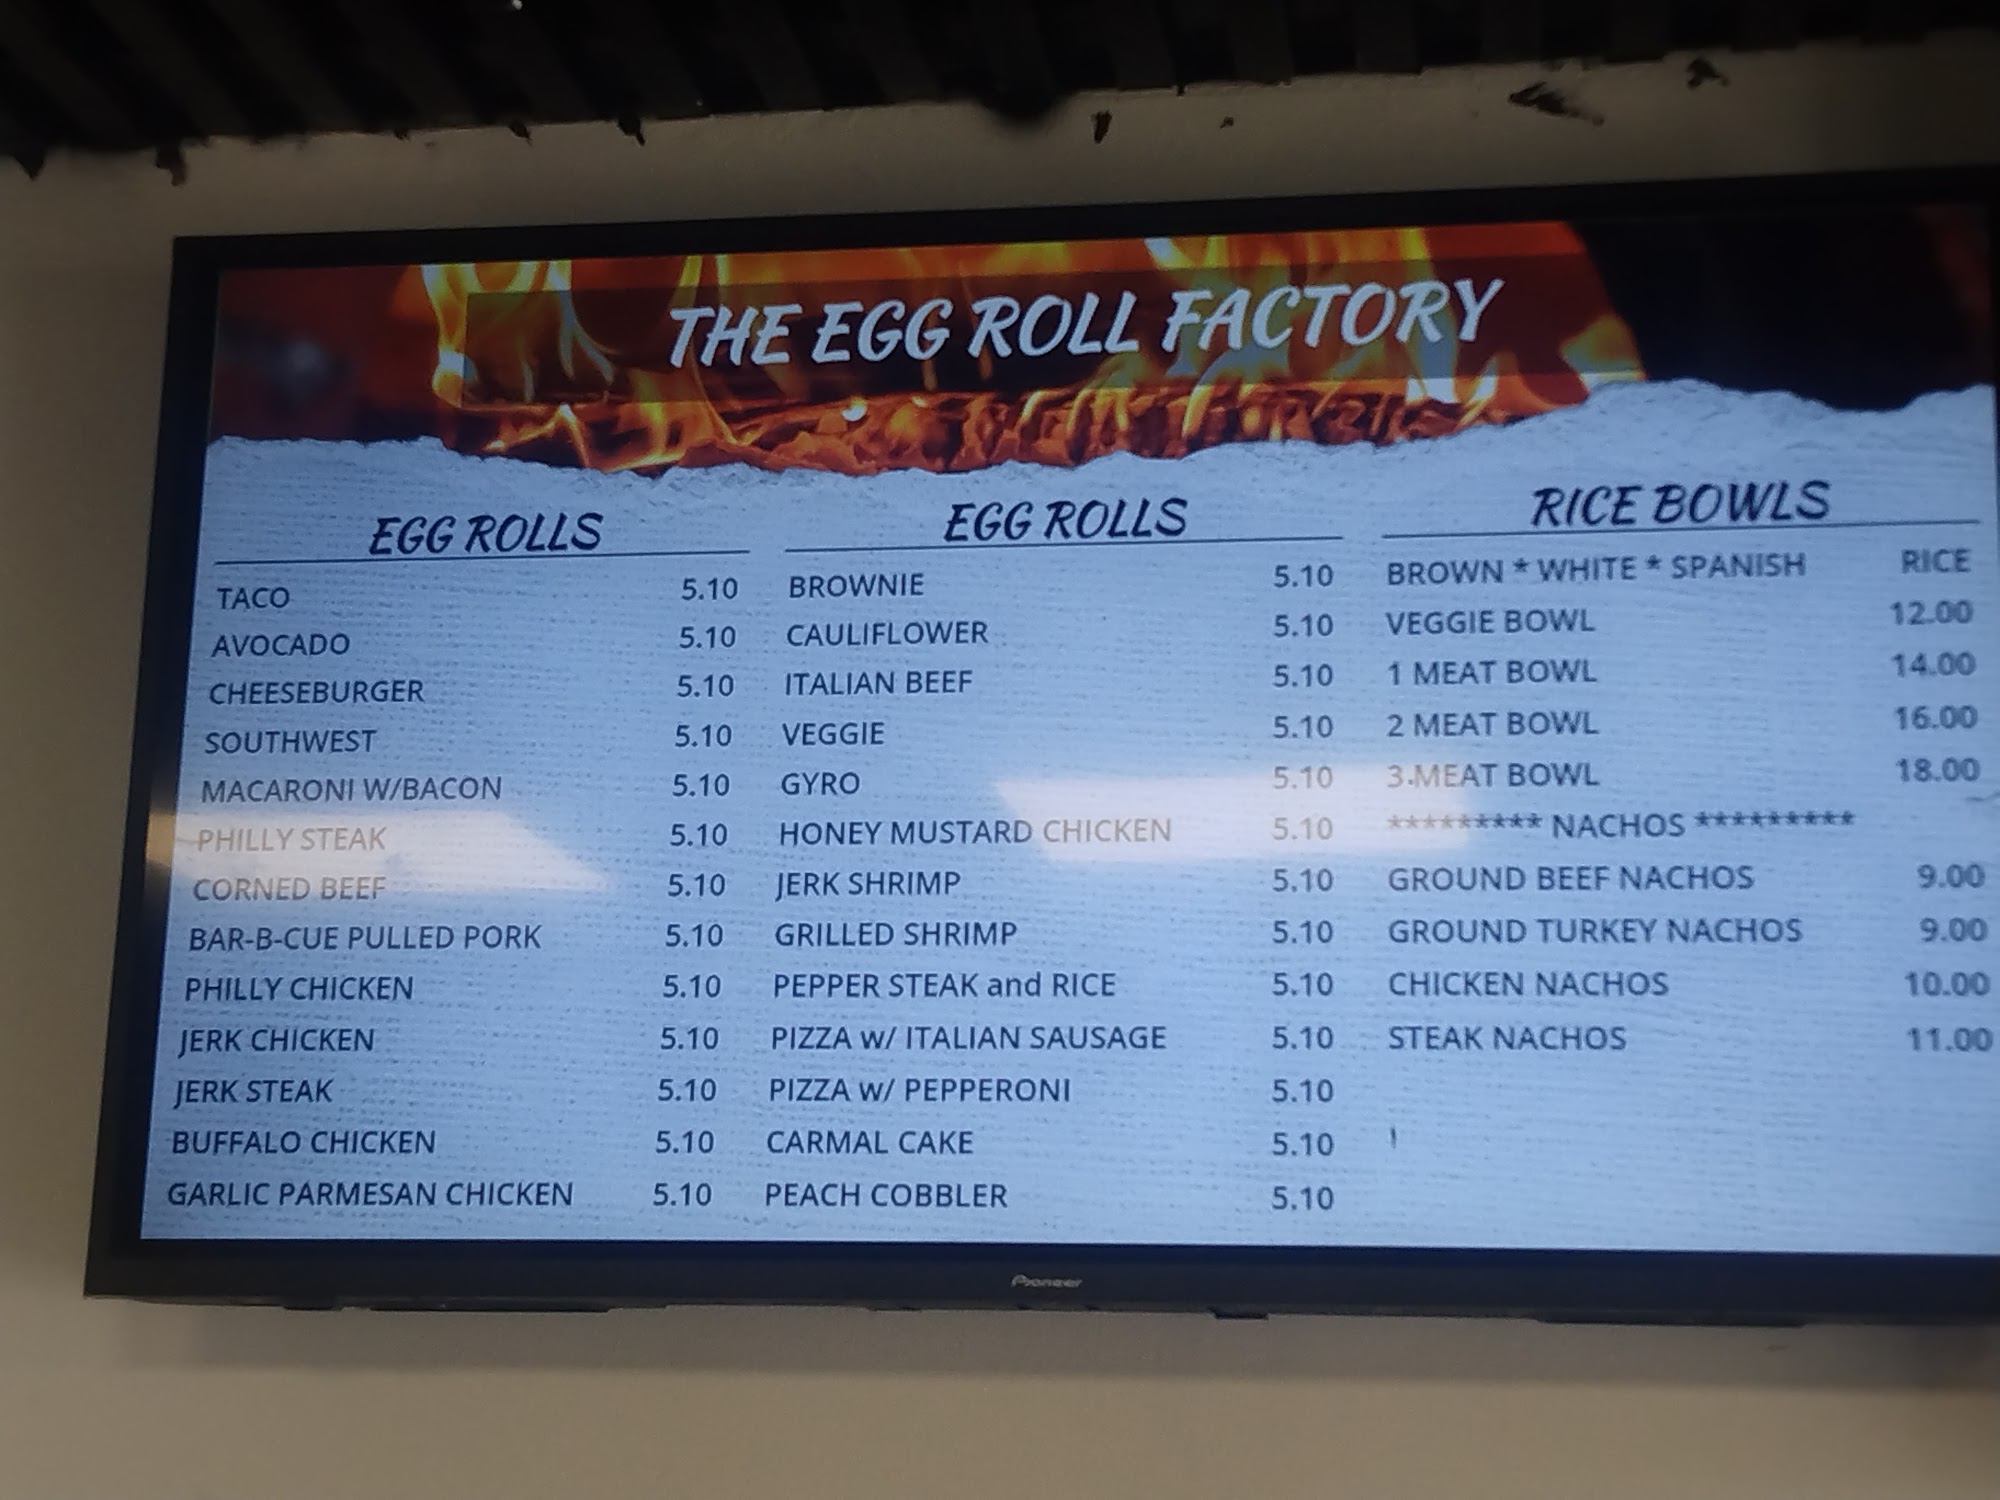 THE EGG ROLL FACTORY
EGG ROLLS
TACO 5.10
AVOCADO 5.10
CHEESEBURGER 5.10
SOUTHWEST 5.10
MACARONI W/BACON 5.10
PHILLY STEAK 5.10
CORNED BEEF 5.10
BAR-B-CUE PULLED PORK 5.10
PHILLY CHICKEN 5.10
JERK CHICKEN 5.10
JERK STEAK 5.10
BUFFALO CHICKEN 5.10
GARLIC PARMESAN CHICKEN 5.10
EGG ROLLS
BROWNIE 5.10
CAULIFLOWER 5.10
ITALIAN BEEF 5.10
VEGGIE 5.10
GYRO 5.10
HONEY MUSTARD CHICKEN 5.10
JERK SHRIMP 5.10
GRILLED SHRIMP 5.10
PEPPER STEAK and RICE 5.10
PIZZA w/ ITALIAN SAUSAGE 5.10
PIZZA w/ PEPPERONI 5.10
CARMAL CAKE 5.10
PEACH COBBLER 5.10
RICE BOWLS
BROWN * WHITE * SPANISH RICE
VEGGIE BOWL 12.00
1 MEAT BOWL 14.00
2 MEAT BOWL 16.00
3.MEAT BOWL 18.00
********* NACHOS *********
GROUND BEEF NACHOS 9.00
GROUND TURKEY NACHOS 9.00
CHICKEN NACHOS 10.00
STEAK NACHOS 11.00
!
Pioneer